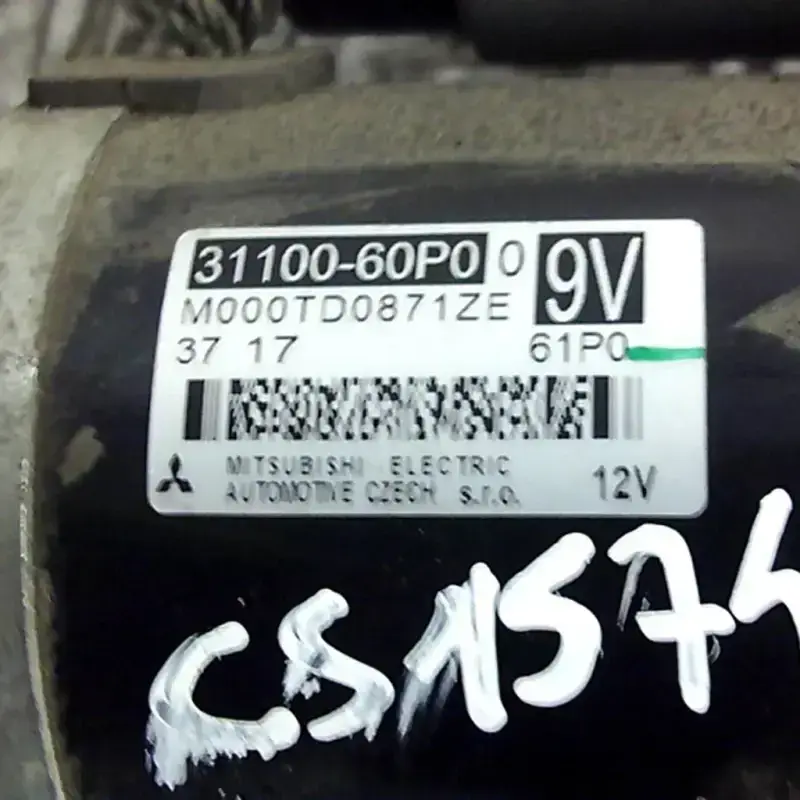 31100-60P0 0 9V
M000TD0871ZE
37 17 61P0
MITSUBISHI ELECTRIC
AUTOMOTIVE CZECH s.r.o. 12V
CS1574